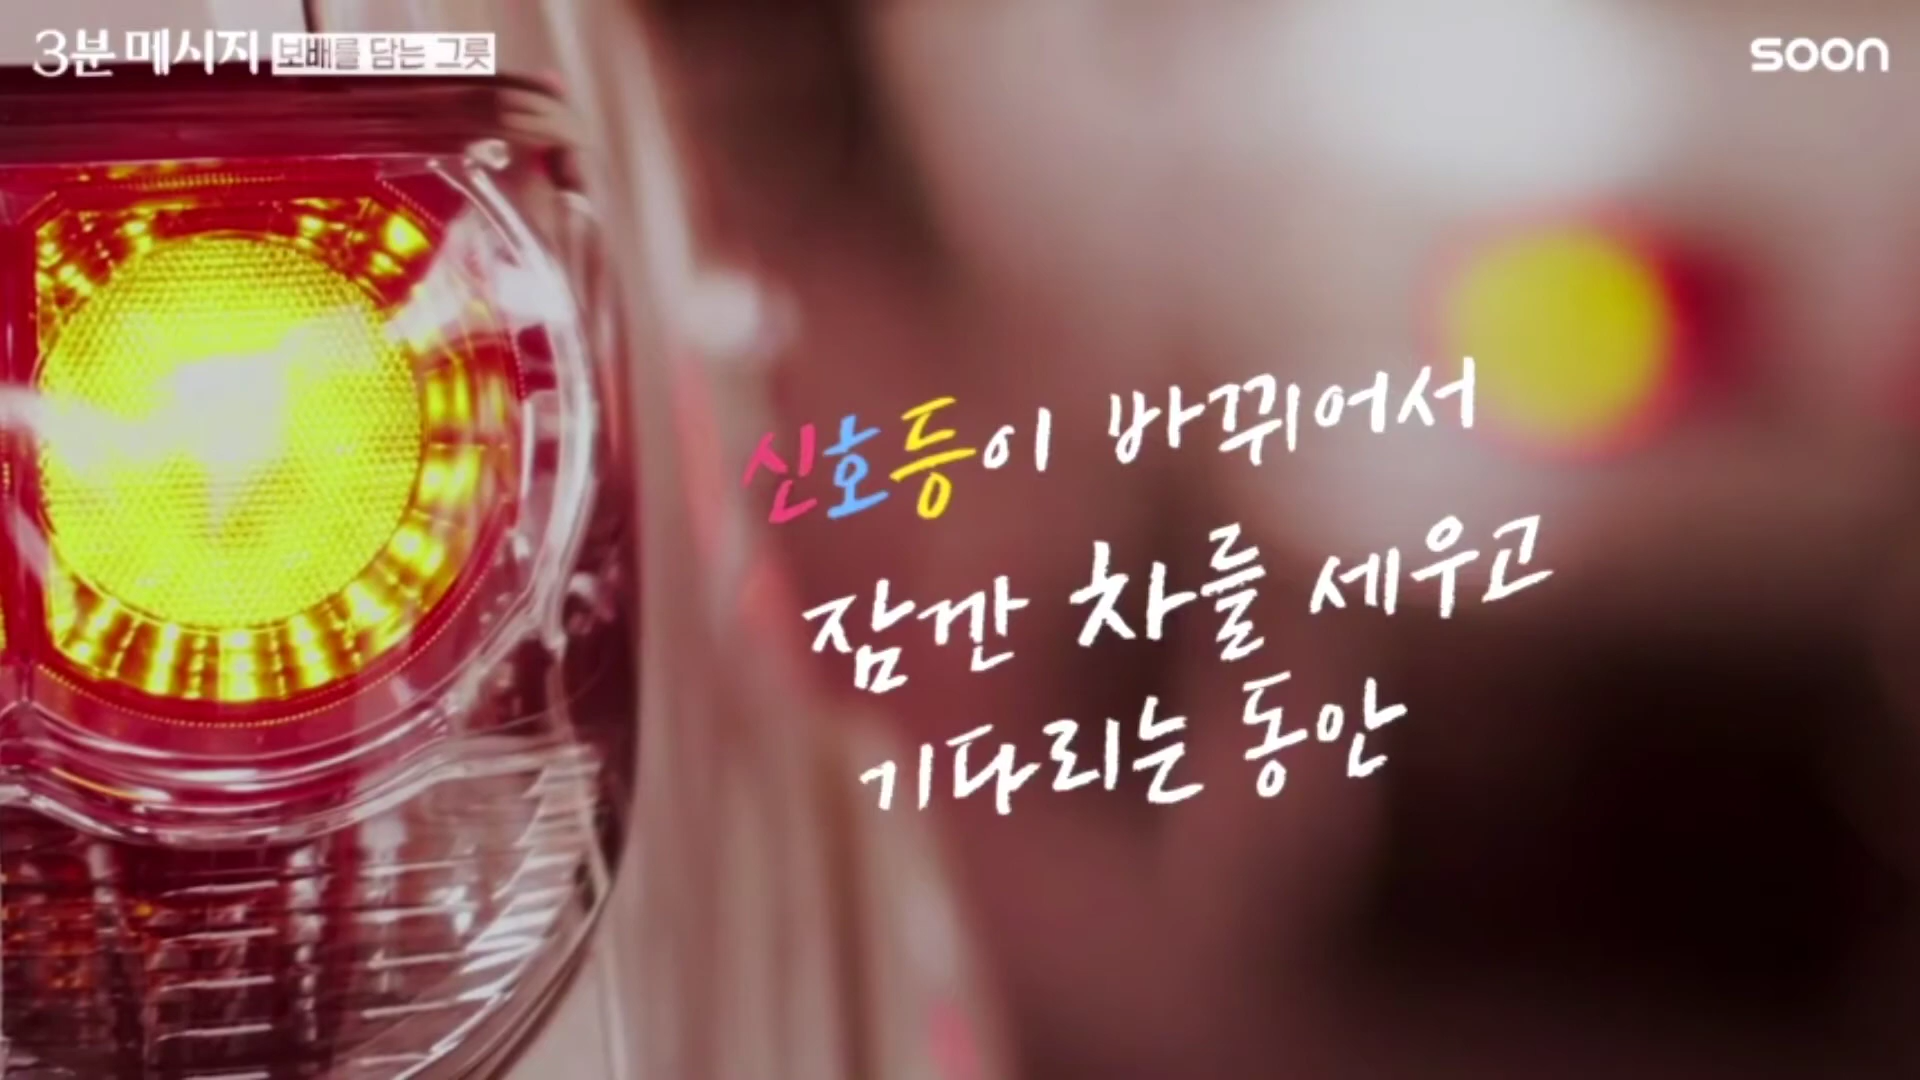 3분 메시지 보배를 담는 그릇
soon
신호등이 바뀌어서
잠깐 차를 세우고
기다리는 동안